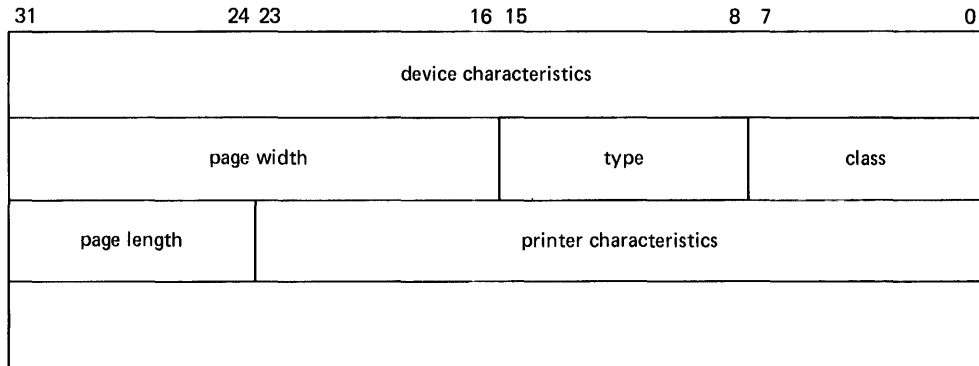 31 24 23 16 15 8 7 0
device characteristics
page width type class
page length printer characteristics